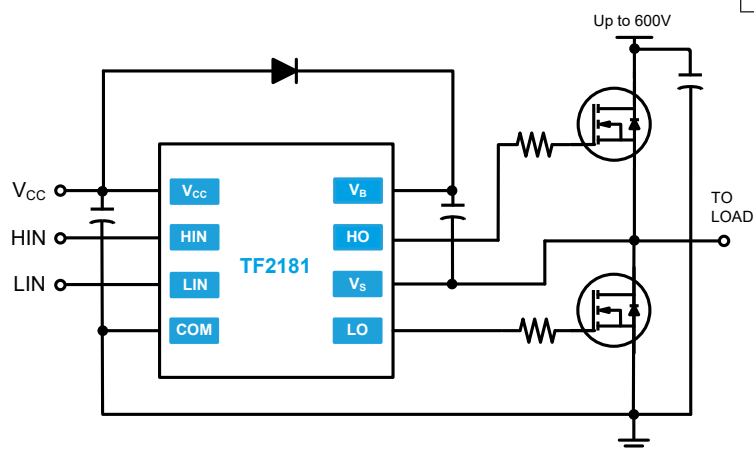 Up to 600V
VCC
HIN
LIN
VCC
HIN
LIN
COM
TF2181
VB
HO
VS
LO
TO
LOAD